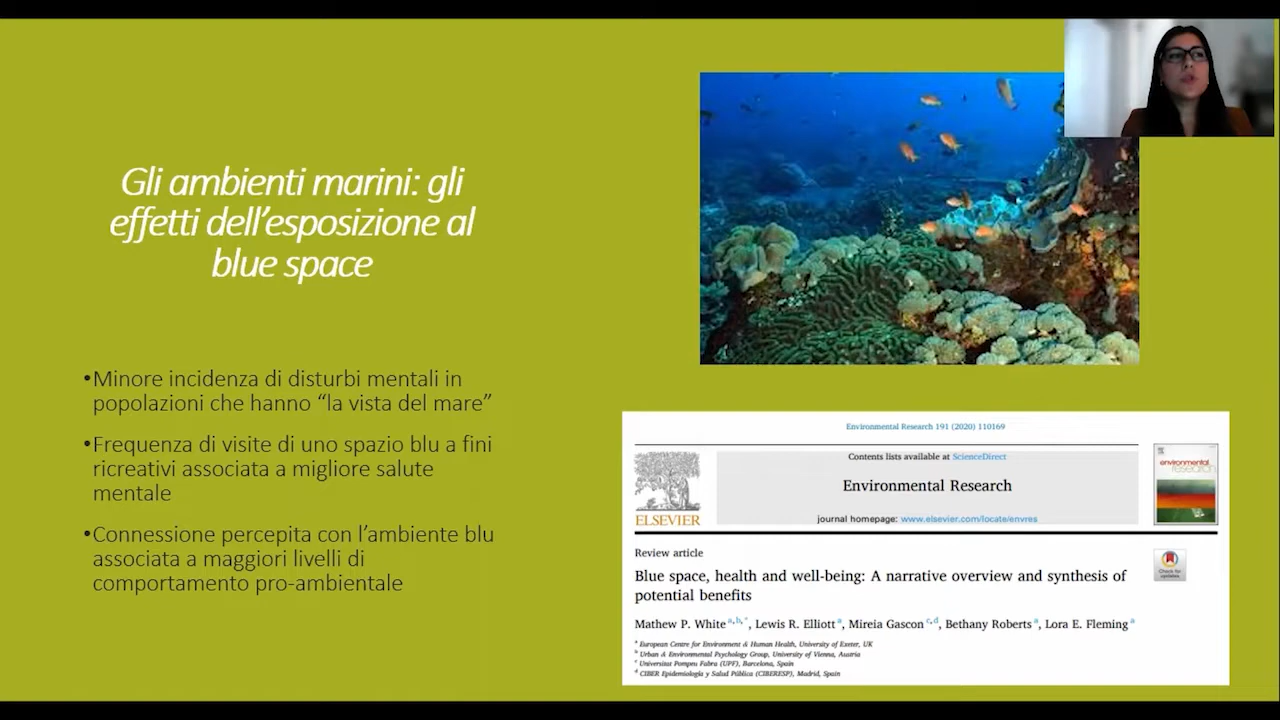 Gli ambienti marini: gli
effetti dell'esposizione al
blue space
•Minore incidenza di disturbi mentali in
popolazioni che hanno “la vista del mare”
•Frequenza di visite di uno spazio blu a fini
ricreativi associata a migliore salute
mentale
•Connessione percepita con l'ambiente blu
associata a maggiori livelli di
comportamento pro-ambientale
Environmental Research 191 (2020) 110169
Contents lists available at ScienceDirect
Environmental Research
journal homepage: www.elsevier.com/locate/envres
ELSEVIER
environmental
research
Review article
Check for
updates
Blue space, health and well-being: A narrative overview and synthesis of
potential benefits
Mathew P. White a,b,*, Lewis R. Elliott a, Mireia Gascon c,d, Bethany Roberts a, Lora E. Fleming a
a European Centre for Environment & Human Health, University of Exeter, UK
b Urban & Environmental Psychology Group, University of Vienna, Austria
c Universitat Pompeu Fabra (UPF), Barcelona, Spain
d CIBER Epidemiología y Salud Pública (CIBERESP), Madrid, Spain